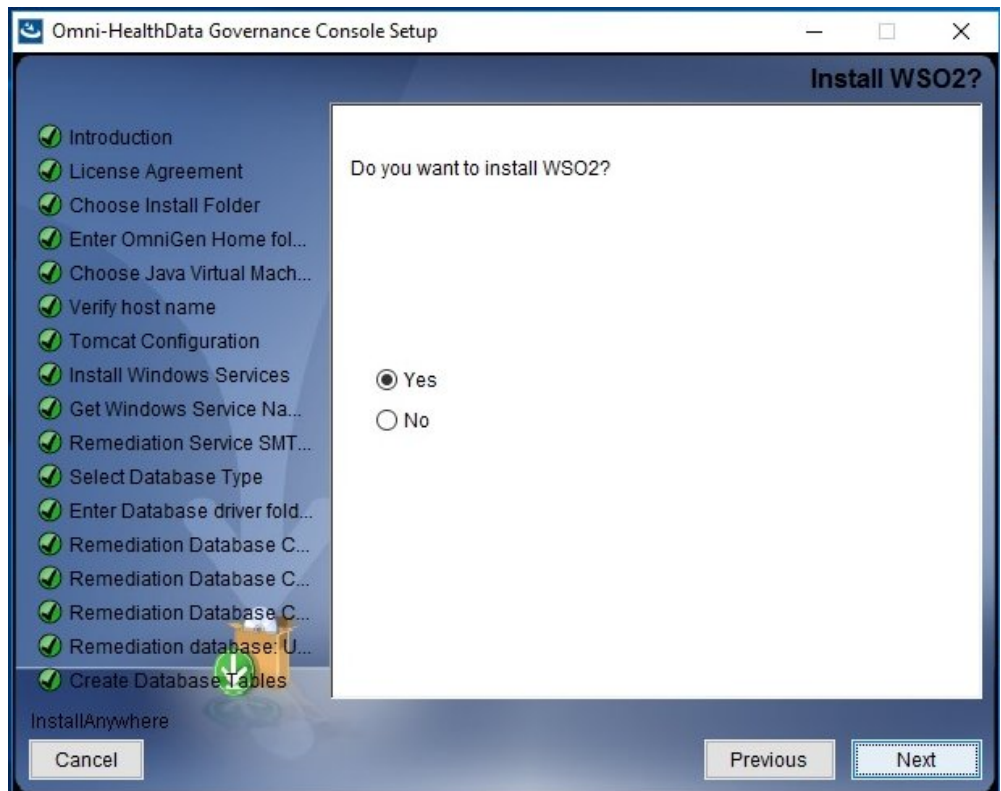 Omni-HealthData Governance Console Setup
Install WSO2?
Introduction
License Agreement
Choose Install Folder
Enter OmniGen Home fol...
Choose Java Virtual Mach...
Verify host name
Tomcat Configuration
Install Windows Services
Get Windows Service Na...
Remediation Service SMT...
Select Database Type
Enter Database driver fold...
Remediation Database C...
Remediation Database C...
Remediation Database C...
Remediation database: U...
Create Database Tables
Do you want to install WSO2?
Yes
No
InstallAnywhere
Cancel
Previous
Next